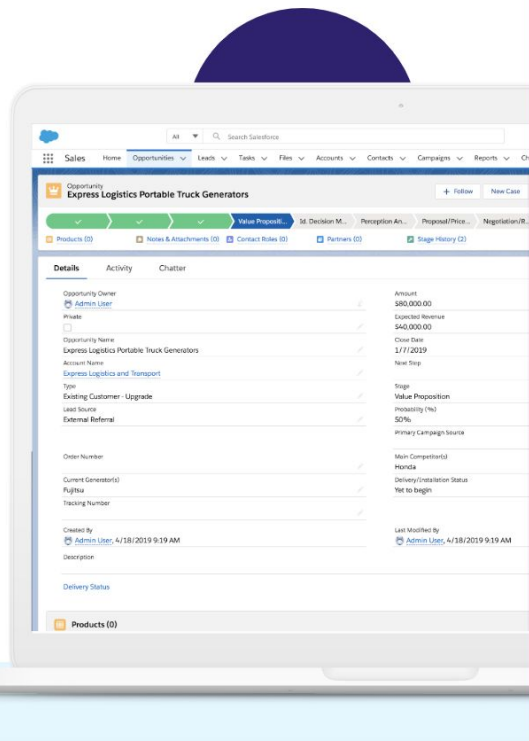 All Search Salesforce
Sales Home Opportunities Leads Tasks Files Accounts Contacts Campaigns Reports Ch
Opportunity
Express Logistics Portable Truck Generators
+ Follow New Case
Value Propositi... Id. Decision M... Perception An... Proposal/Price... Negotiation/R...
Products (0) Notes & Attachments (0) Contact Roles (0) Partners (0) Stage History (2)
Details Activity Chatter
Opportunity Owner
Admin User
Private
Opportunity Name
Express Logistics Portable Truck Generators
Account Name
Express Logistics and Transport
Type
Existing Customer - Upgrade
Lead Source
External Referral
Order Number
Current Generator(s)
Fujitsu
Tracking Number
Created By
Admin User, 4/18/2019 9:19 AM
Description
Delivery Status
Amount
$80,000.00
Expected Revenue
$40,000.00
Close Date
1/7/2019
Next Step
Stage
Value Proposition
Probability (%)
50%
Primary Campaign Source
Main Competitor(s)
Honda
Delivery/Installation Status
Yet to begin
Last Modified By
Admin User, 4/18/2019 9:19 AM
Products (0)